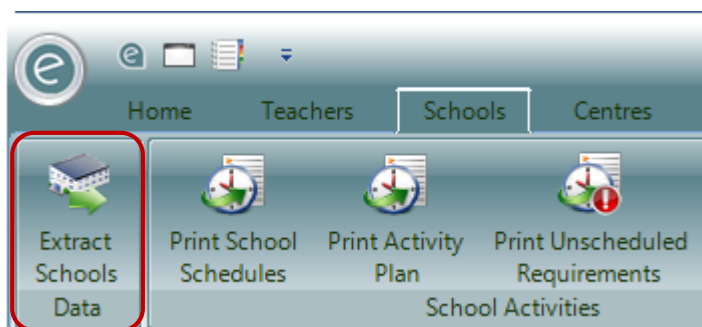 e
e
Home Teachers Schools Centres
Extract Schools
Print School Schedules
Print Activity Plan
Print Unscheduled Requirements
Data
School Activities